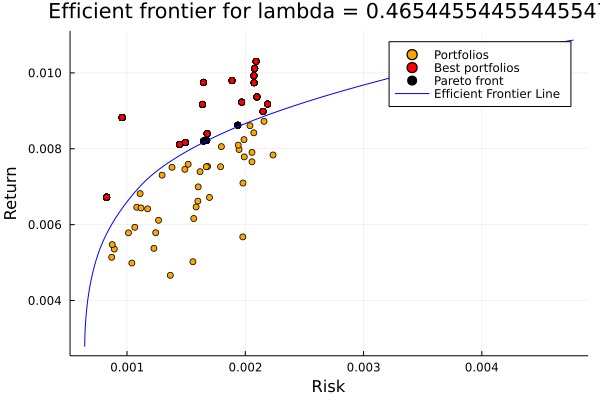 Efficient frontier for lambda = 0.4654455445544554
Portfolios
Best portfolios
Pareto front
Efficient Frontier Line
Return
0.010
0.008
0.006
0.004
0.001
0.002
0.003
0.004
Risk